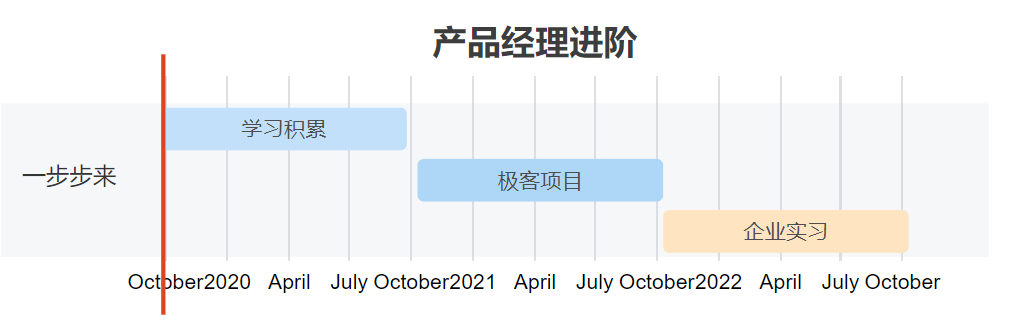 产品经理进阶
学习积累
一步步来
极客项目
企业实习
October2020 April July October2021 April July October2022 April July October